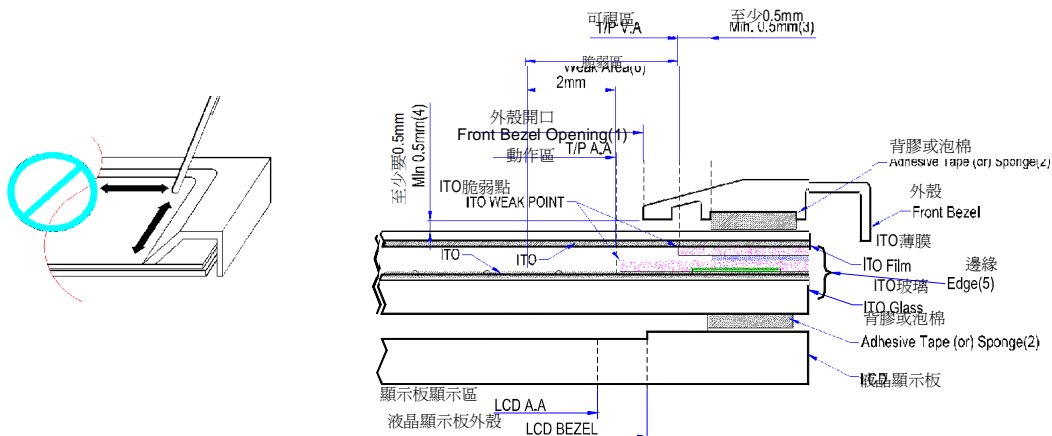 可視區
T/P V.A
至少0.5mm
Min. 0.5mm(3)
脆弱區
Weak Area(6)
2mm
外殼開口
Front Bezel Opening(1)
T/P A.A
動作區
至少要0.5mm
MIn 0.5mm(4)
ITO脆弱點
ITO WEAK POINT
ITO
ITO
背膠或泡棉
Adhesive Tape (or) Sponge(2)
外殼
Front Bezel
ITO薄膜
ITO Film
邊緣
Edge(5)
ITO玻璃
ITO Glass
背膠或泡棉
Adhesive Tape (or) Sponge(2)
液晶顯示板
LCD
顯示板顯示區
LCD A.A
液晶顯示板外殼
LCD BEZEL